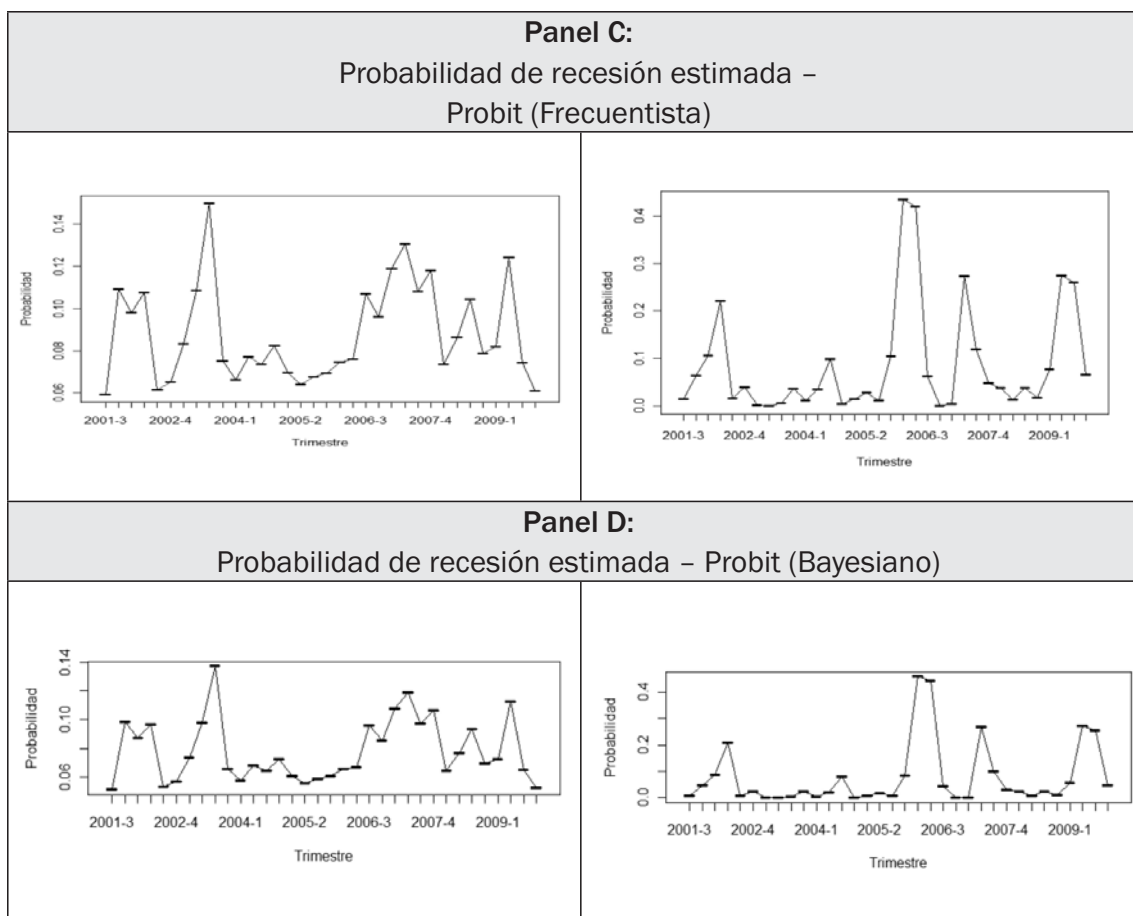 Panel C:
Probabilidad de recesión estimada –
Probit (Frecuentista)
Probabilidad
0.14
0.12
0.10
0.08
0.06
2001-3 2002-4 2004-1 2005-2 2006-3 2007-4 2009-1
Trimestre
Probabilidad
0.4
0.3
0.2
0.1
0.0
2001-3 2002-4 2004-1 2005-2 2006-3 2007-4 2009-1
Trimestre
Panel D:
Probabilidad de recesión estimada – Probit (Bayesiano)
Probabilidad
0.14
0.10
0.06
2001-3 2002-4 2004-1 2005-2 2006-3 2007-4 2009-1
Trimestre
Probabilidad
0.4
0.2
0.0
2001-3 2002-4 2004-1 2005-2 2006-3 2007-4 2009-1
Trimestre